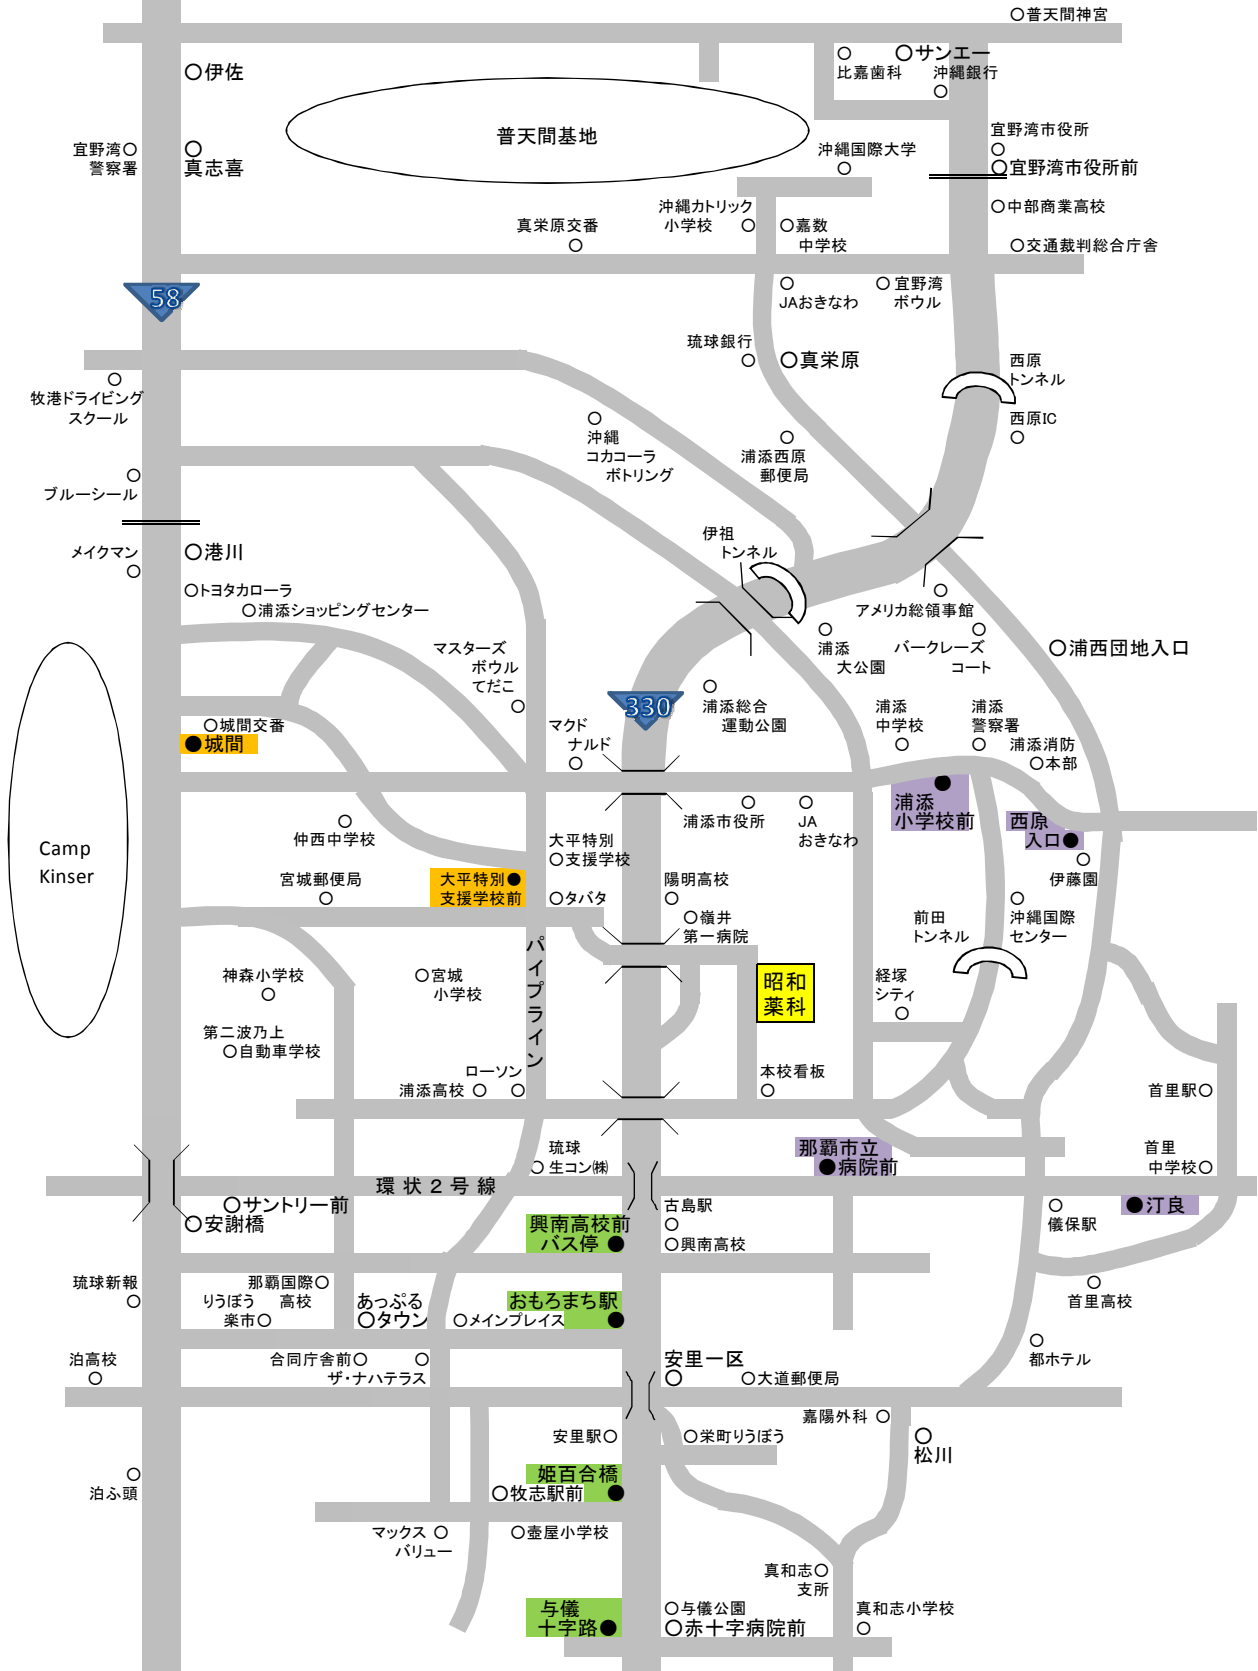 普天間神宮
伊佐
比嘉歯科
サンエー
沖縄銀行
普天間基地
宜野湾
警察署
真志喜
沖縄国際大学
宜野湾市役所
宜野湾市役所前
中部商業高校
沖縄カトリック
小学校
嘉数
中学校
真栄原交番
交通裁判総合庁舎
58
JAおきなわ
宜野湾
ボウル
琉球銀行
真栄原
西原
トンネル
牧港ドライビング
スクール
西原IC
沖縄
コカコーラ
ボトリング
浦添西原
郵便局
ブルーシール
メイクマン
港川
伊祖
トンネル
トヨタカローラ
浦添ショッピングセンター
アメリカ総領事館
マスターズ
ボウル
てだこ
浦添
大公園
バークレーズ
コート
浦西団地入口
330
浦添総合
運動公園
浦添
中学校
浦添
警察署
浦添消防
本部
城間交番
城間
マクド
ナルド
浦添
小学校前
西原
入口
浦添市役所
JA
おきなわ
仲西中学校
大平特別
支援学校
Camp
Kinser
伊藤園
宮城郵便局
大平特別
支援学校前
タバタ
陽明高校
嶺井
第一病院
前田
トンネル
沖縄国際
センター
パイプライン
神森小学校
宮城
小学校
昭和
薬科
経塚
シティ
第二波乃上
自動車学校
ローソン
浦添高校
本校看板
首里駅
琉球
生コン㈱
那覇市立
病院前
首里
中学校
環状２号線
サントリー前
安謝橋
古島駅
興南高校前
バス停
興南高校
儀保駅
汀良
琉球新報
那覇国際
高校
りうぼう
楽市
あっぷる
タウン
おもろまち駅
メインプレイス
首里高校
泊高校
合同庁舎前
ザ・ナハテラス
安里一区
大道郵便局
都ホテル
嘉陽外科
安里駅
栄町りうぼう
松川
泊ふ頭
姫百合橋
牧志駅前
マックス
バリュー
壺屋小学校
真和志
支所
与儀
十字路
与儀公園
赤十字病院前
真和志小学校